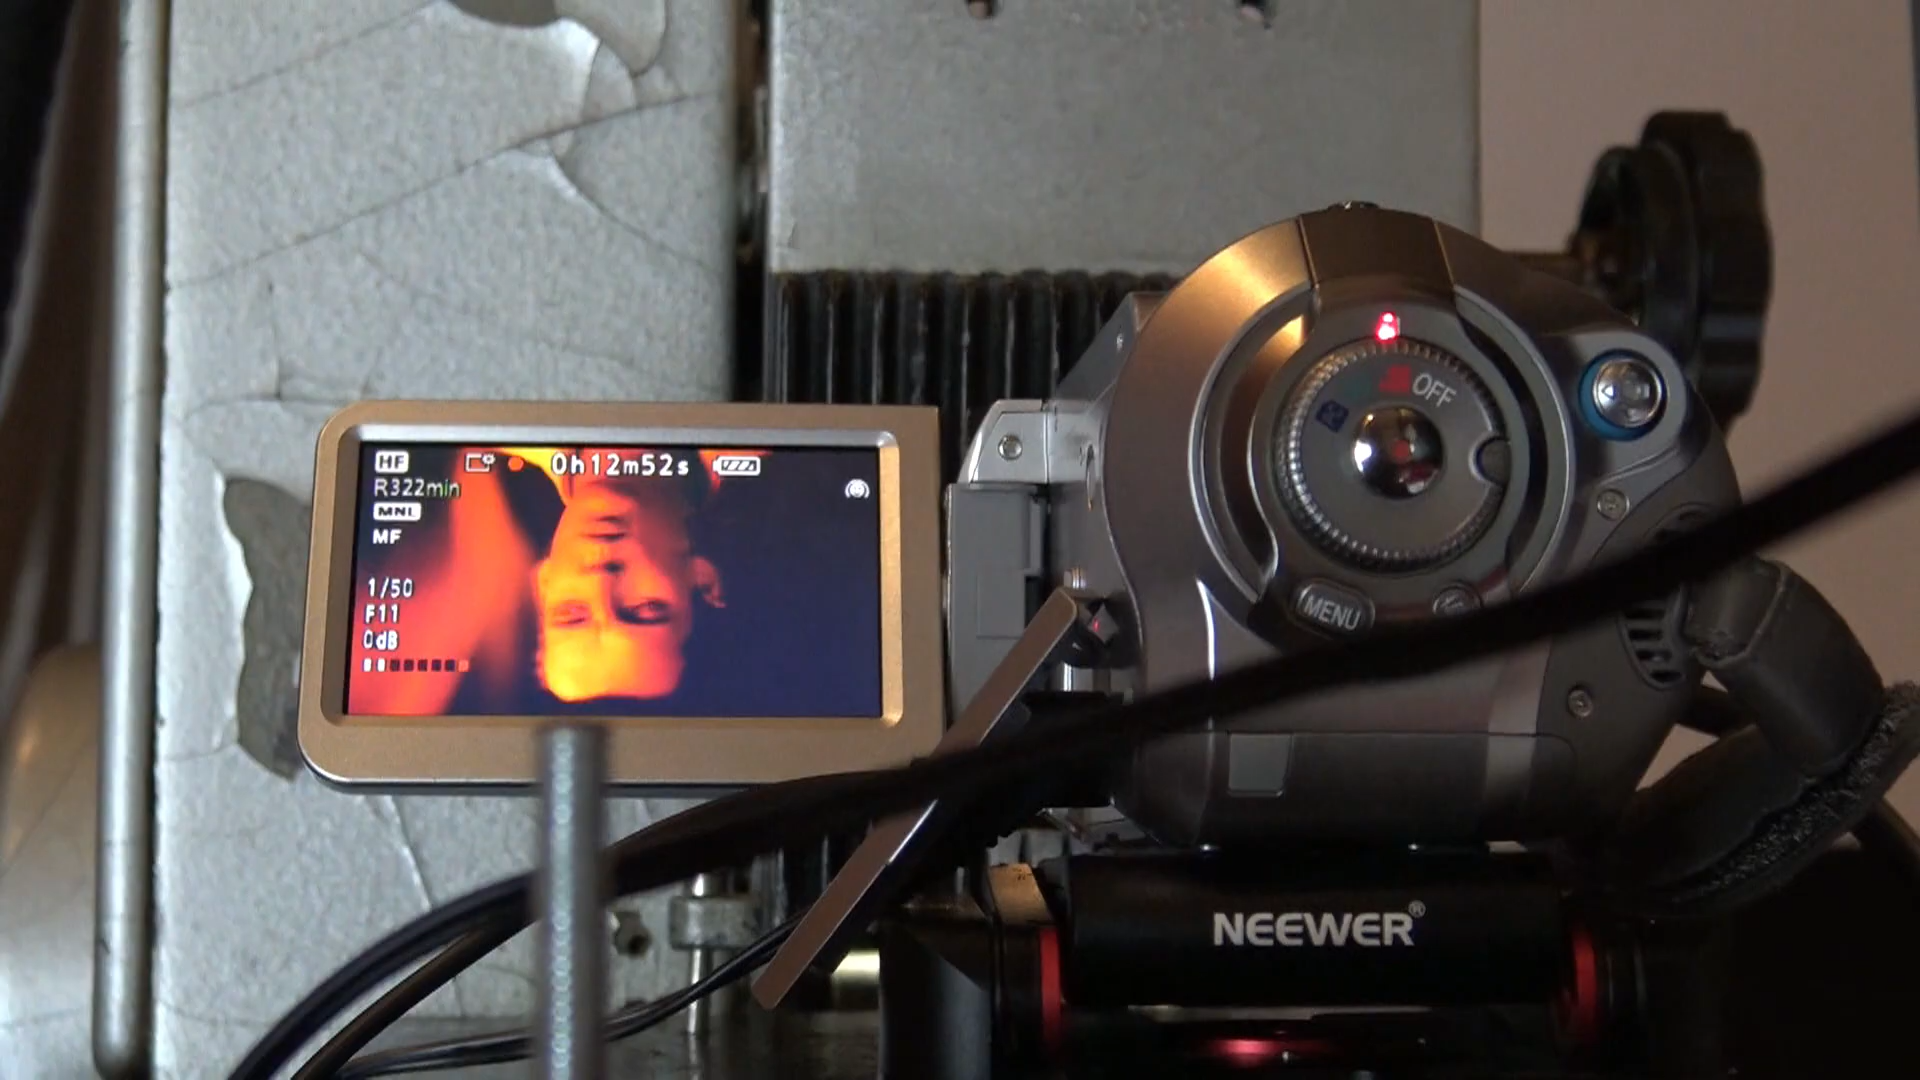 HF 0h12m52s
R322min
MNL
MF
1/50
F11
0dB
OFF
MENU
NEEWER®